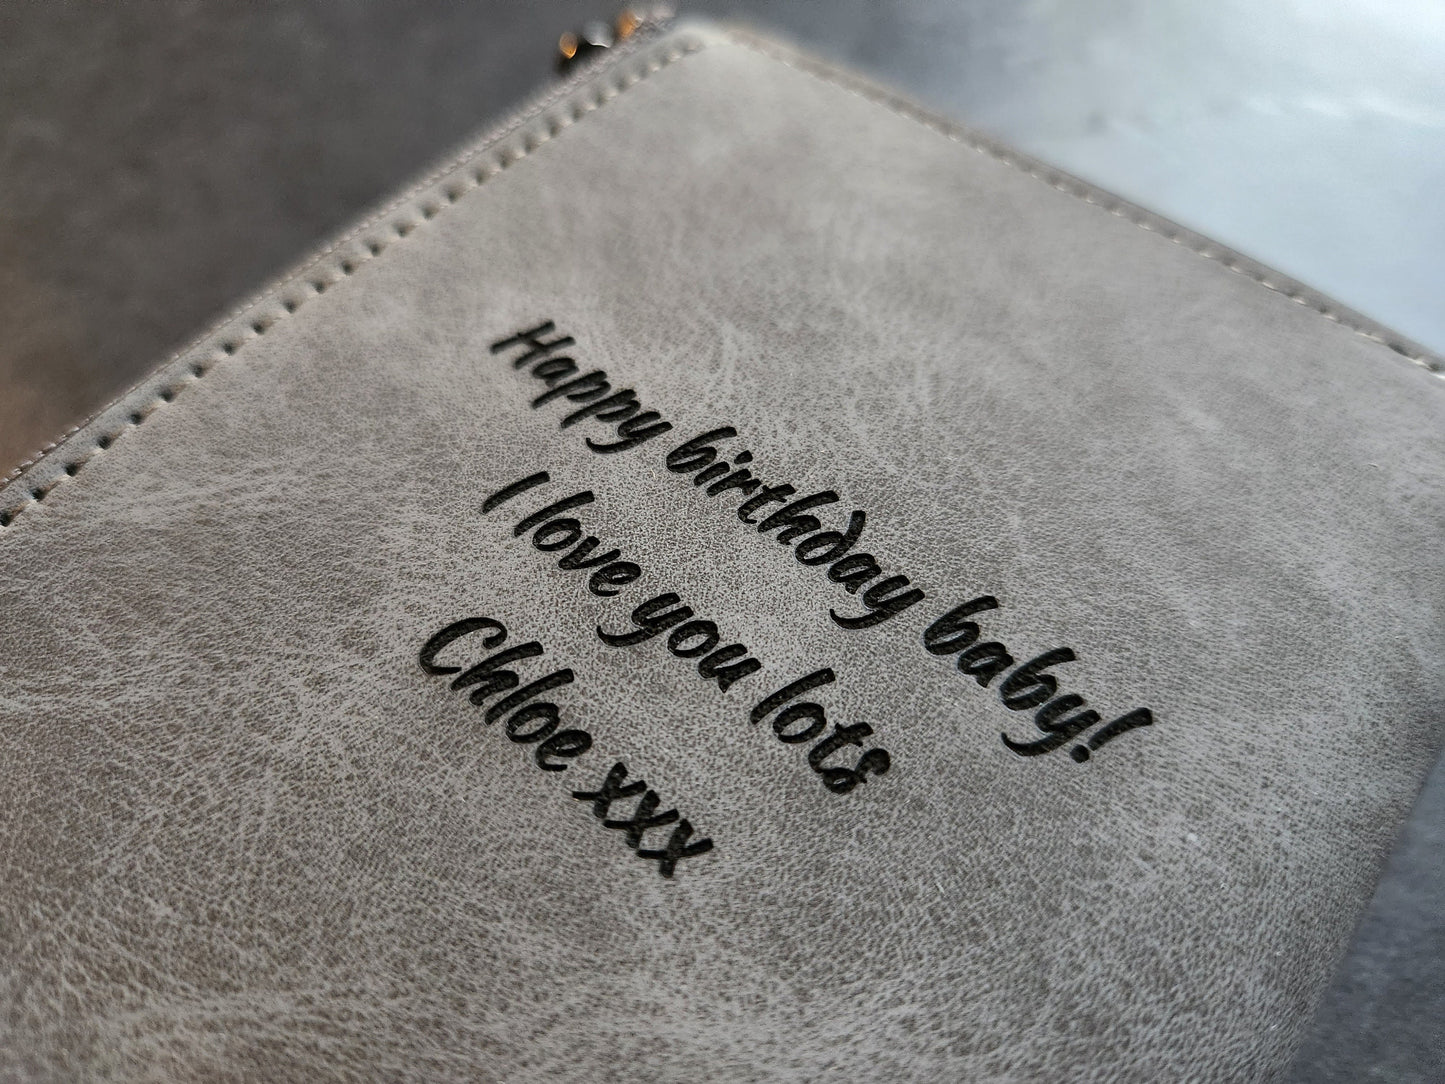 Happy birthday baby!
I love you lots
Chloe xxx